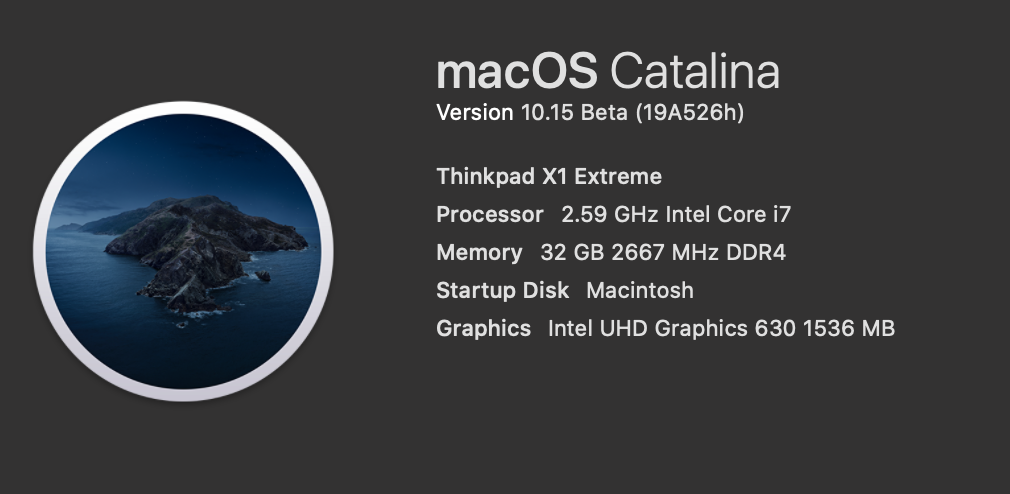 macOS Catalina
Version 10.15 Beta (19A526h)
Thinkpad X1 Extreme
Processor 2.59 GHz Intel Core i7
Memory 32 GB 2667 MHz DDR4
Startup Disk Macintosh
Graphics Intel UHD Graphics 630 1536 MB